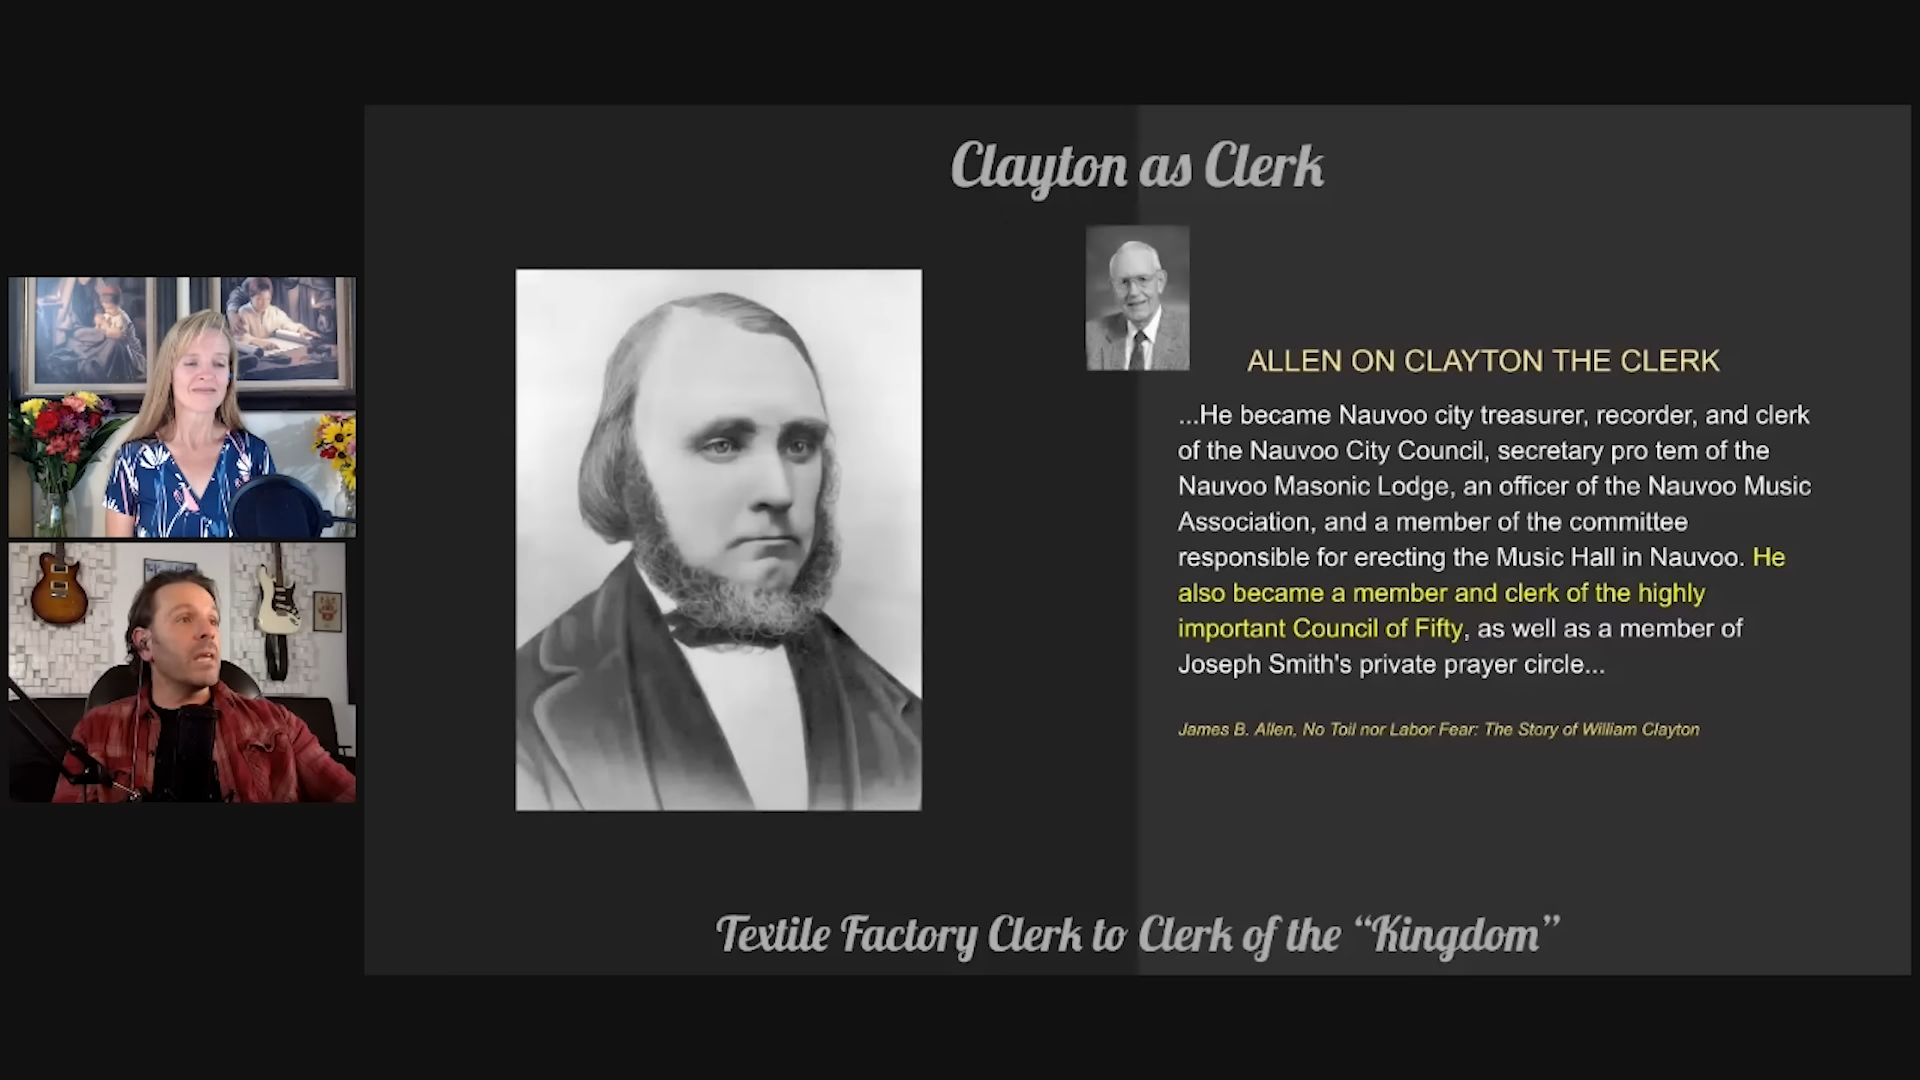 Clayton as Clerk
ALLEN ON CLAYTON THE CLERK
...He became Nauvoo city treasurer, recorder, and clerk
of the Nauvoo City Council, secretary pro tem of the
Nauvoo Masonic Lodge, an officer of the Nauvoo Music
Association, and a member of the committee
responsible for erecting the Music Hall in Nauvoo. He
also became a member and clerk of the highly
important Council of Fifty, as well as a member of
Joseph Smith's private prayer circle...
James B. Allen, No Toil nor Labor Fear: The Story of William Clayton
Textile Factory Clerk to Clerk of the “Kingdom”